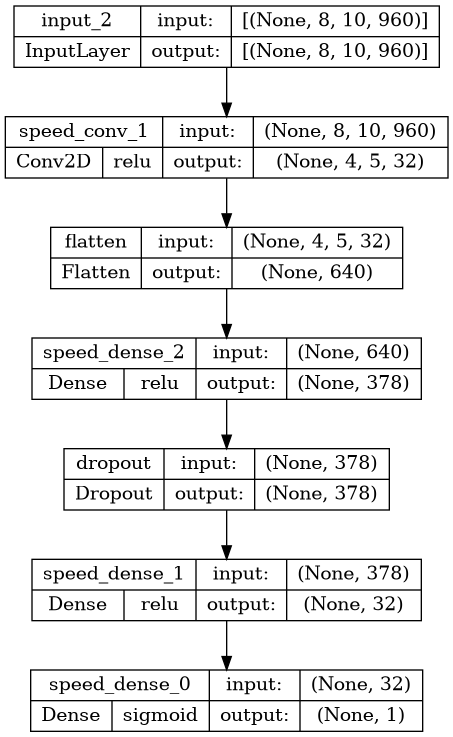 input_2 input: [(None, 8, 10, 960)]
InputLayer output: [(None, 8, 10, 960)]
speed_conv_1 input: (None, 8, 10, 960)
Conv2D relu output: (None, 4, 5, 32)
flatten input: (None, 4, 5, 32)
Flatten output: (None, 640)
speed_dense_2 input: (None, 640)
Dense relu output: (None, 378)
dropout input: (None, 378)
Dropout output: (None, 378)
speed_dense_1 input: (None, 378)
Dense relu output: (None, 32)
speed_dense_0 input: (None, 32)
Dense sigmoid output: (None, 1)